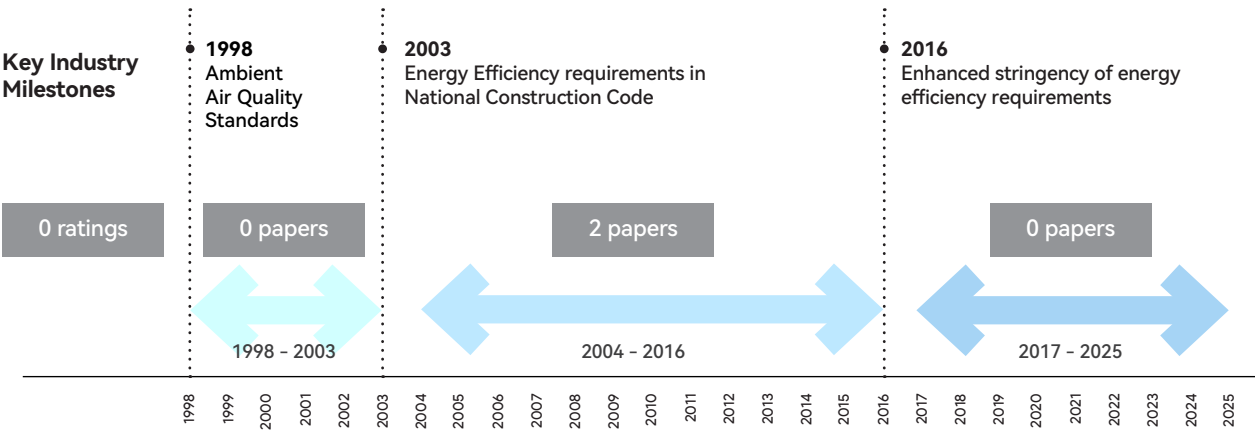 Key Industry
Milestones
1998
Ambient
Air Quality
Standards
2003
Energy Efficiency requirements in
National Construction Code
2016
Enhanced stringency of energy
efficiency requirements
0 ratings
0 papers
2 papers
0 papers
1998 - 2003
2004 - 2016
2017 - 2025
1998
1999
2000
2001
2002
2003
2004
2005
2006
2007
2008
2009
2010
2011
2012
2013
2014
2015
2016
2017
2018
2019
2020
2021
2022
2023
2024
2025